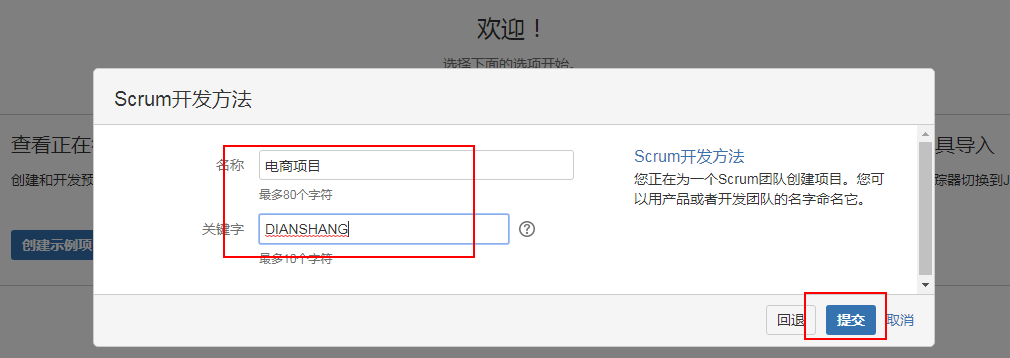 欢迎！
选择下面的选项开始。
Scrum开发方法
查看正在
具导入
名称
电商项目
Scrum开发方法
创建和开发预
最多80个字符
您正在为一个Scrum团队创建项目。您可
以用产品或者开发团队的名字命名它。
踪器切换到J
关键字
DIANSHANG
创建示例项
最多10个字符
回退
提交
取消